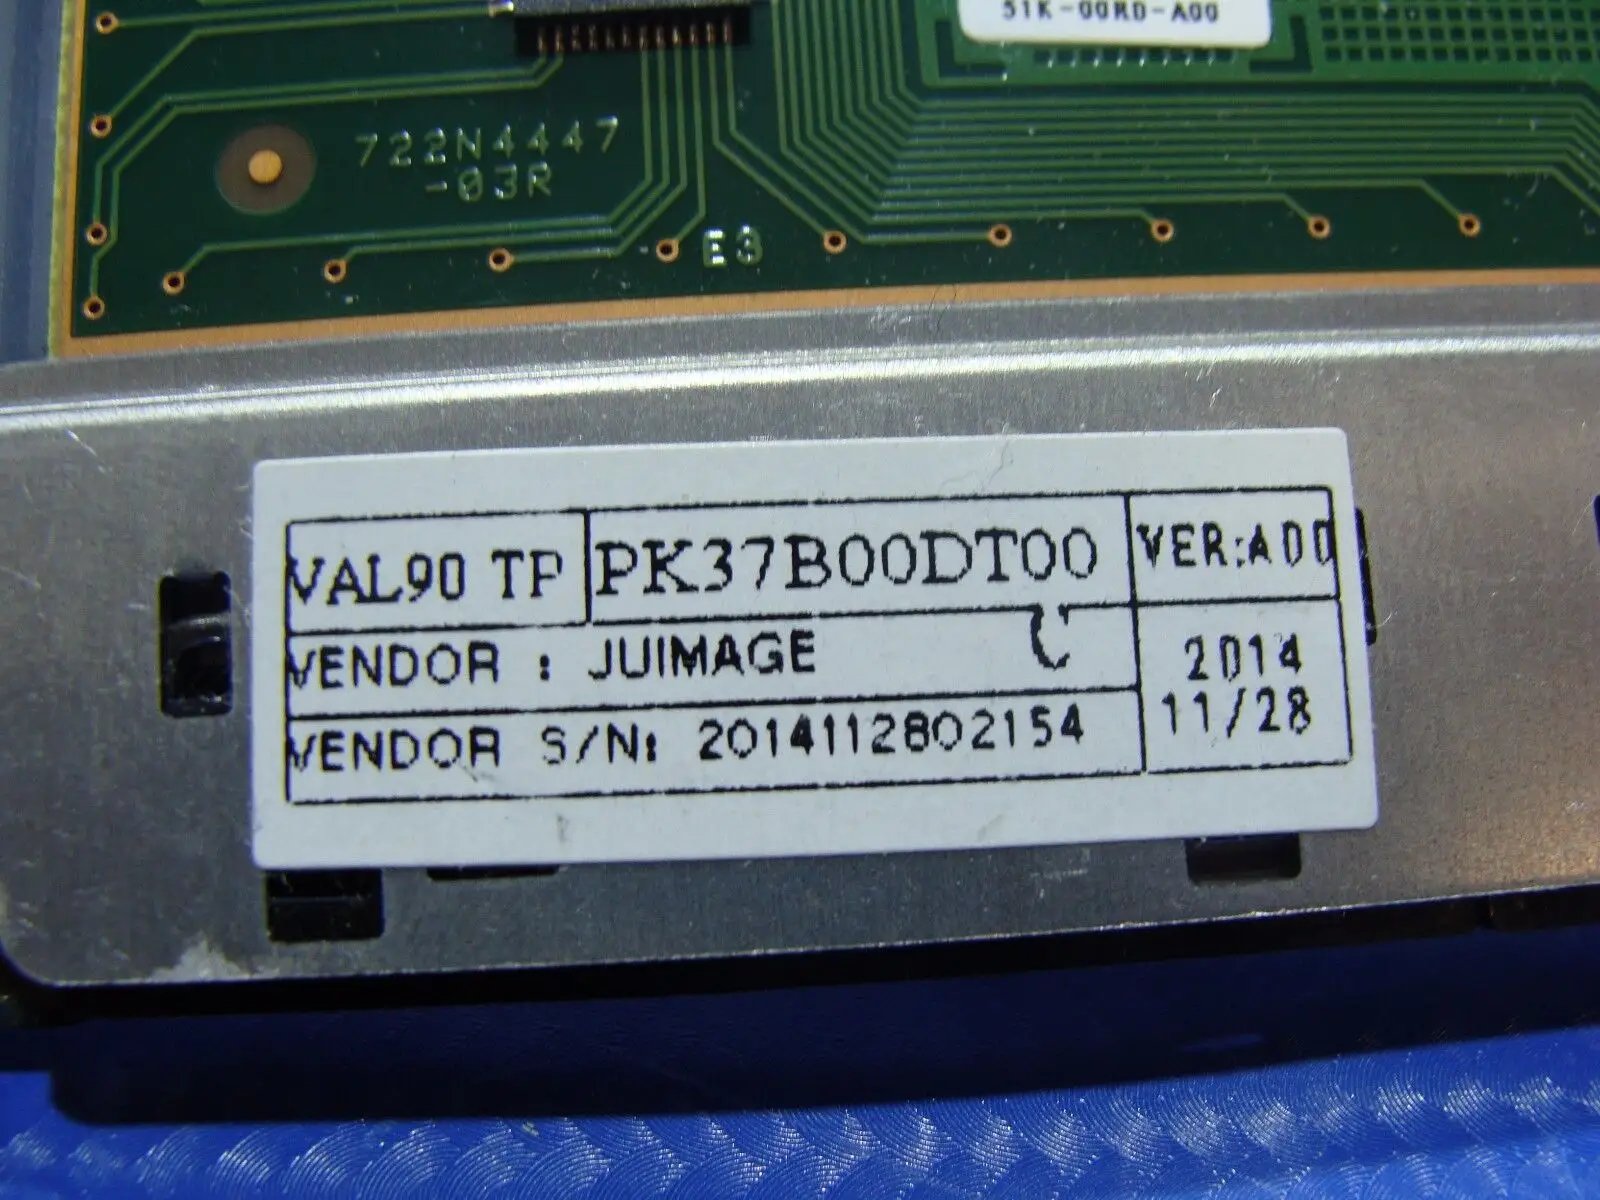 51K-00RD-A00
722N4447
-03R
E3
VAL90 TP PK37B00DT00 VER:A00
VENDOR : JUIMAGE
2014
VENDOR S/N: 2014112802154
11/28